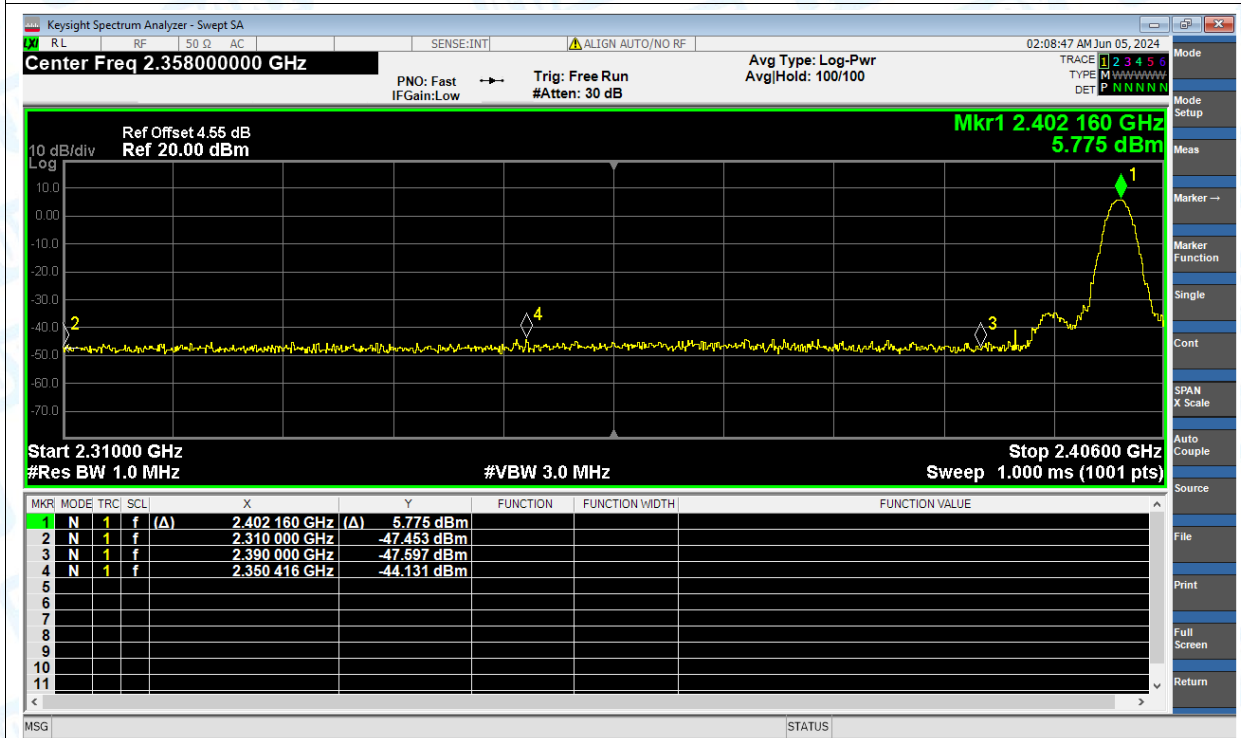 Keysight Spectrum Analyzer - Swept SA
LXI RL RF 50 Ω AC SENSE:INT ALIGN AUTO/NO RF 02:08:47 AM Jun 05, 2024
Center Freq 2.358000000 GHz
PNO: Fast
IFGain:Low
Trig: Free Run
#Atten: 30 dB
Avg Type: Log-Pwr
Avg|Hold: 100/100
TRACE 1 2 3 4 5 6
TYPE M WWWWW
DET P N N N N N
Ref Offset 4.55 dB
10 dB/div Ref 20.00 dBm
Log
Mkr1 2.402 160 GHz
5.775 dBm
10.0
0.00
-10.0
-20.0
-30.0
-40.0
-50.0
-60.0
-70.0
1
2
4
3
Start 2.31000 GHz Stop 2.40600 GHz
#Res BW 1.0 MHz #VBW 3.0 MHz Sweep 1.000 ms (1001 pts)
MKR MODE TRC SCL X Y FUNCTION FUNCTION WIDTH FUNCTION VALUE
1 N 1 f (Δ) 2.402 160 GHz (Δ) 5.775 dBm
2 N 1 f 2.310 000 GHz -47.453 dBm
3 N 1 f 2.390 000 GHz -47.597 dBm
4 N 1 f 2.350 416 GHz -44.131 dBm
5
6
7
8
9
10
11
MSG STATUS
Mode
Mode
Setup
Meas
Marker →
Marker
Function
Single
Cont
SPAN
X Scale
Auto
Couple
Source
File
Print
Full
Screen
Return